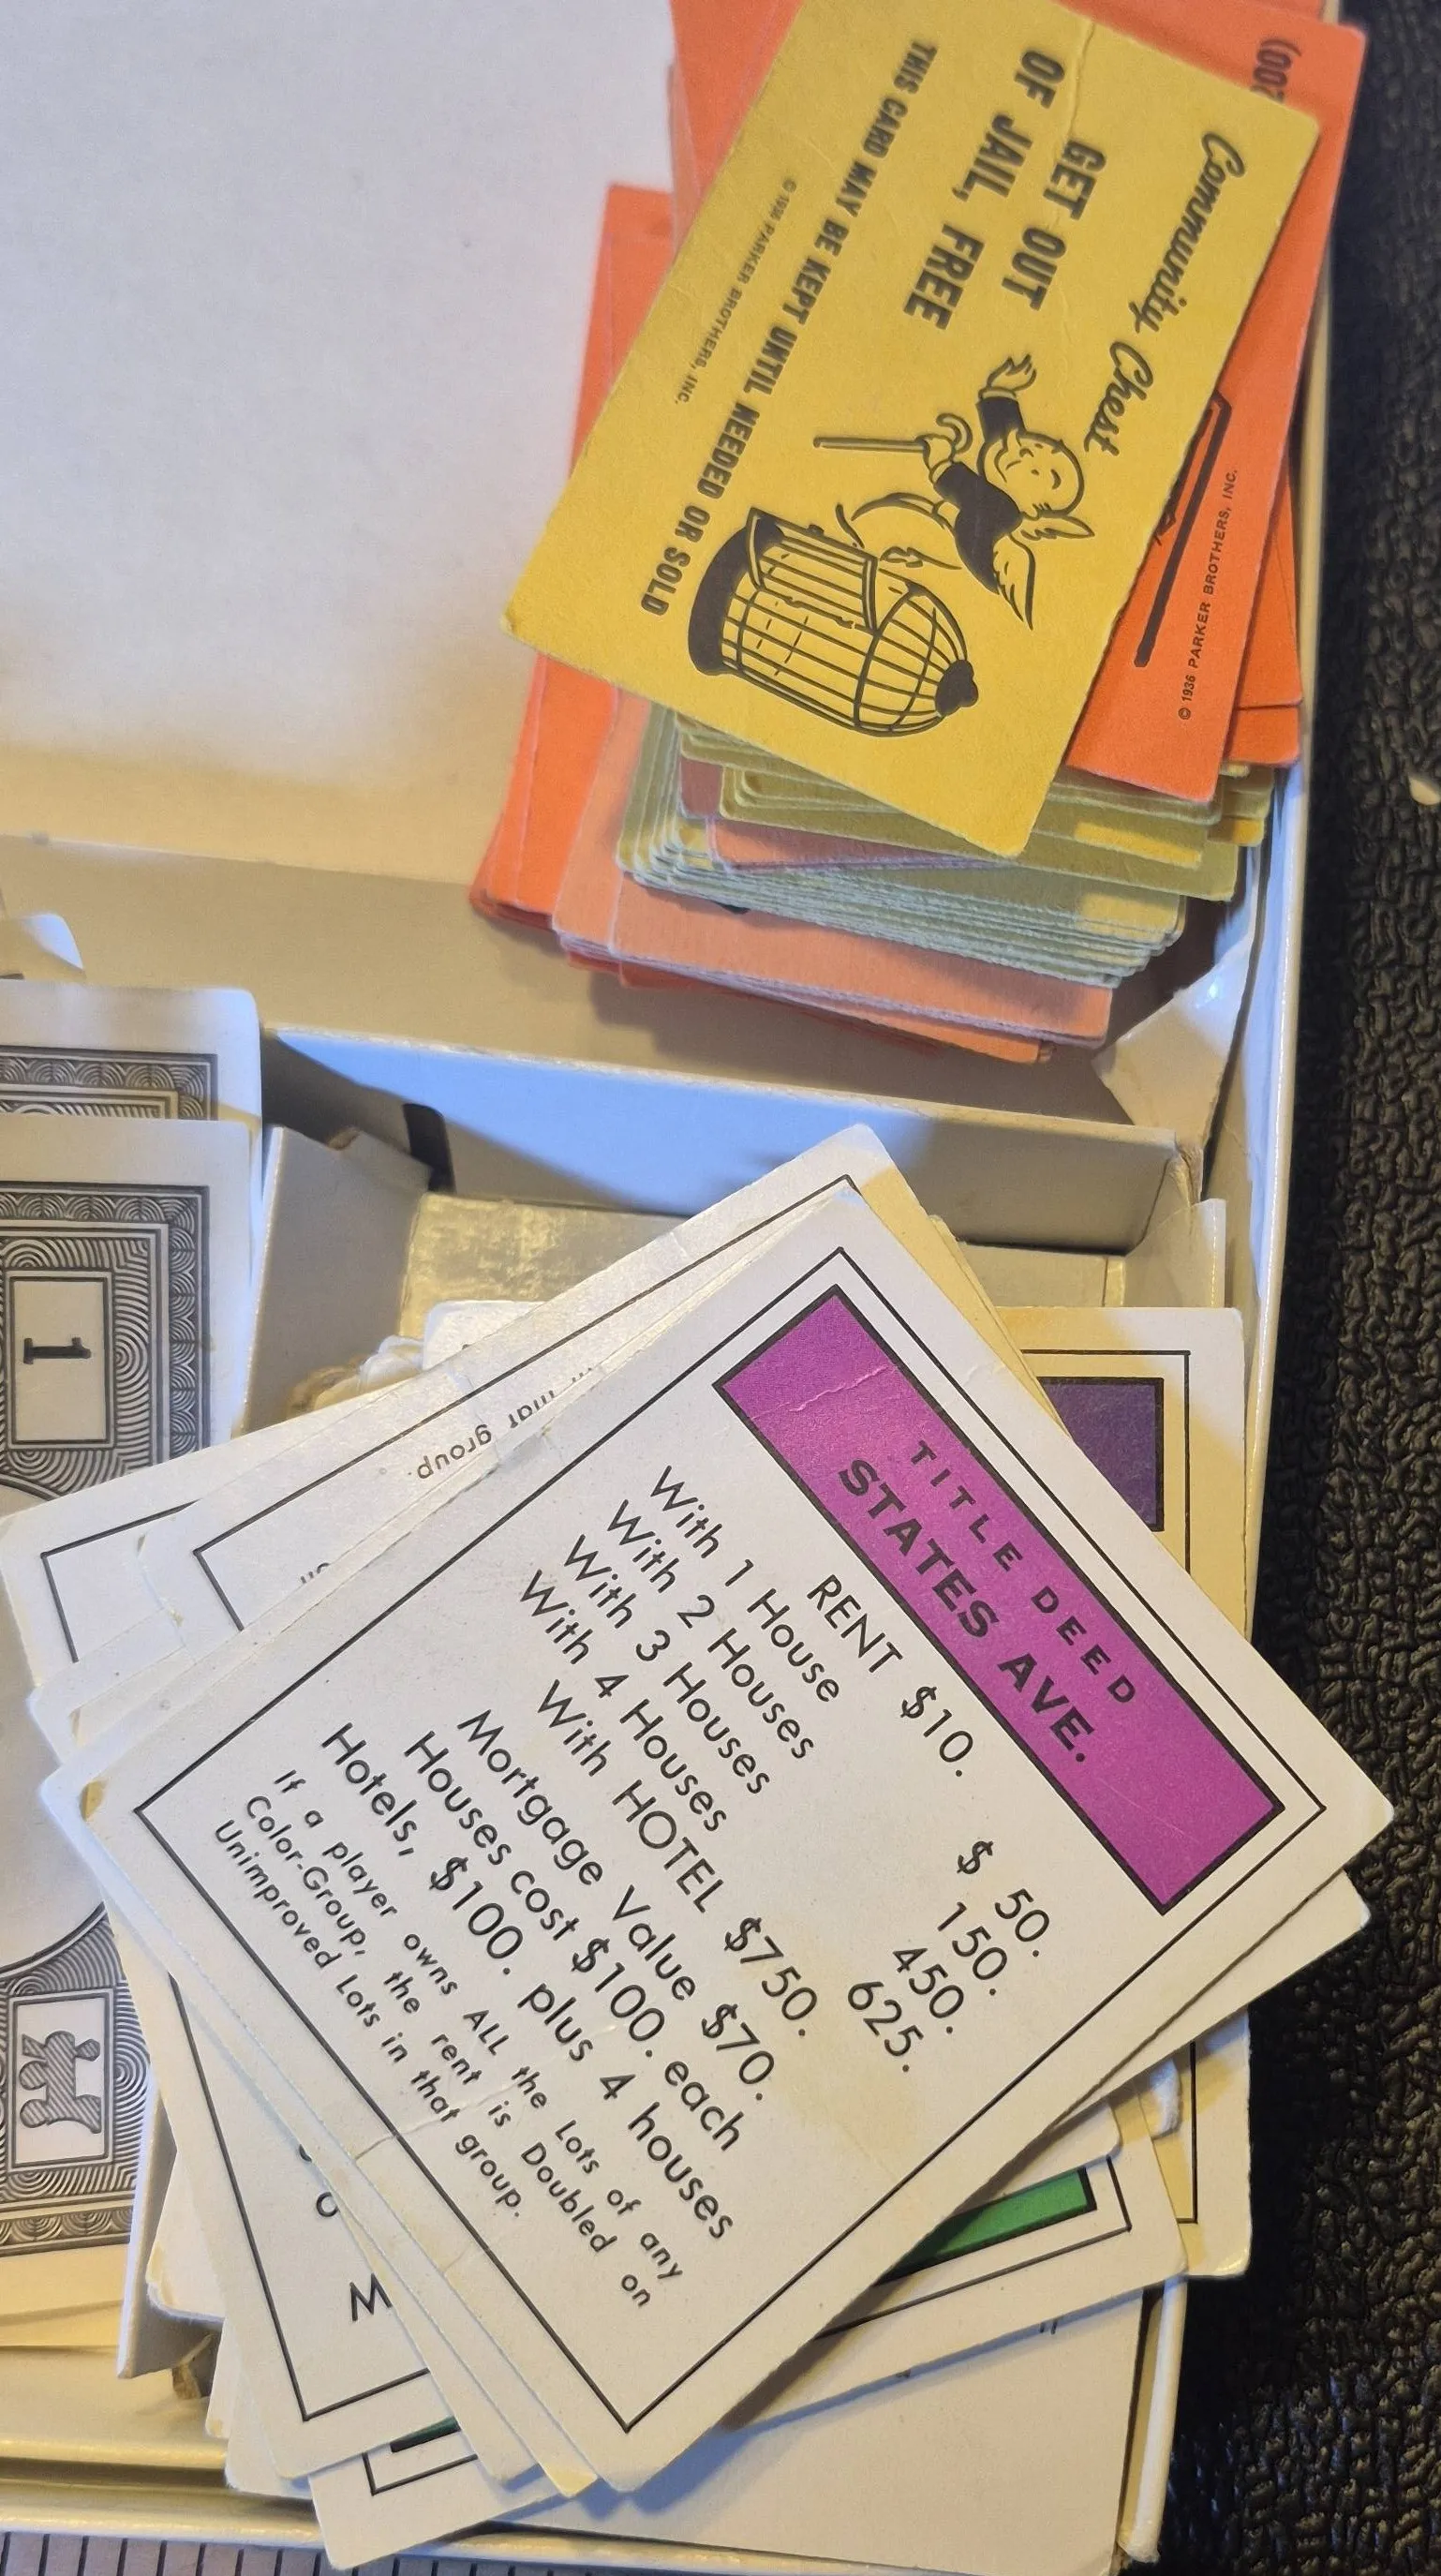 Community Chest
GET OUT
OF JAIL, FREE
THIS CARD MAY BE KEPT UNTIL NEEDED OR SOLD
© 1936 PARKER BROTHERS, INC.
© 1936 PARKER BROTHERS, INC.
1
in that group.
TITLE DEED
STATES AVE.
RENT $10.
With 1 House $ 50.
With 2 Houses 150.
With 3 Houses 450.
With 4 Houses 625.
With HOTEL $750.
Mortgage Value $70.
Houses cost $100. each
Hotels, $100. plus 4 houses
If a player owns ALL the Lots of any
Color-Group, the rent is Doubled on
Unimproved Lots in that group.